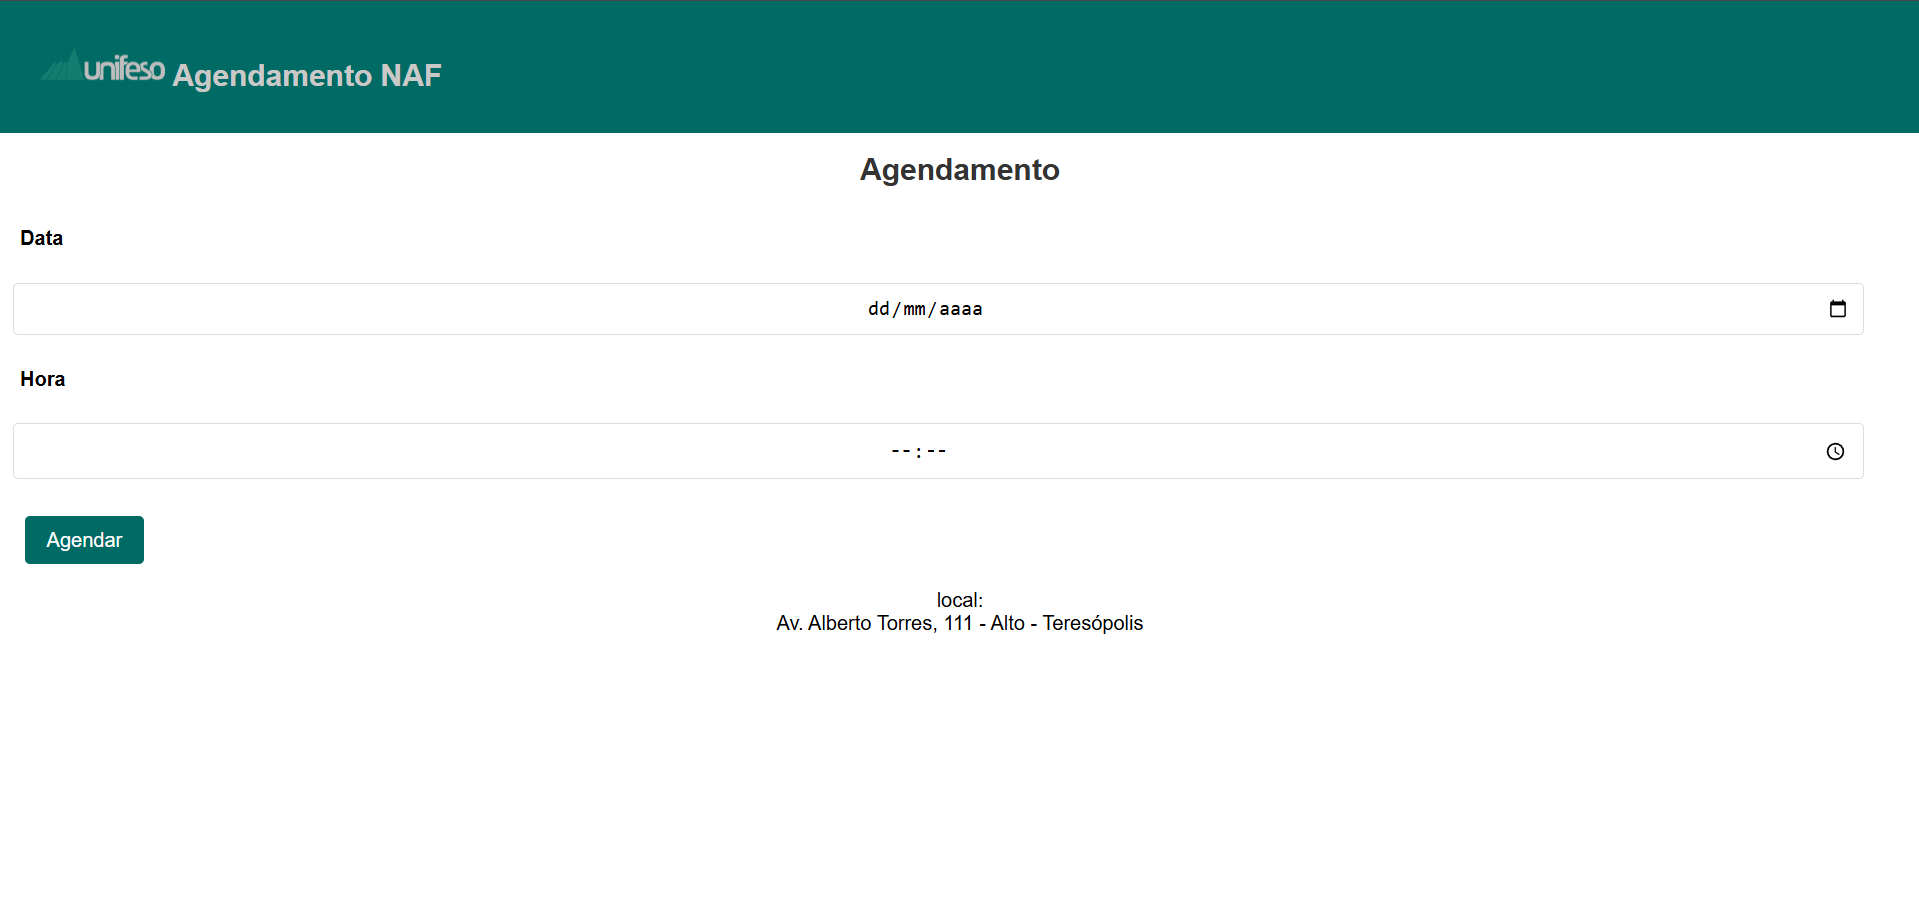 unifeso Agendamento NAF
Agendamento
Data
dd/mm/aaaa
Hora
--:--
Agendar
local:
Av. Alberto Torres, 111 - Alto - Teresópolis